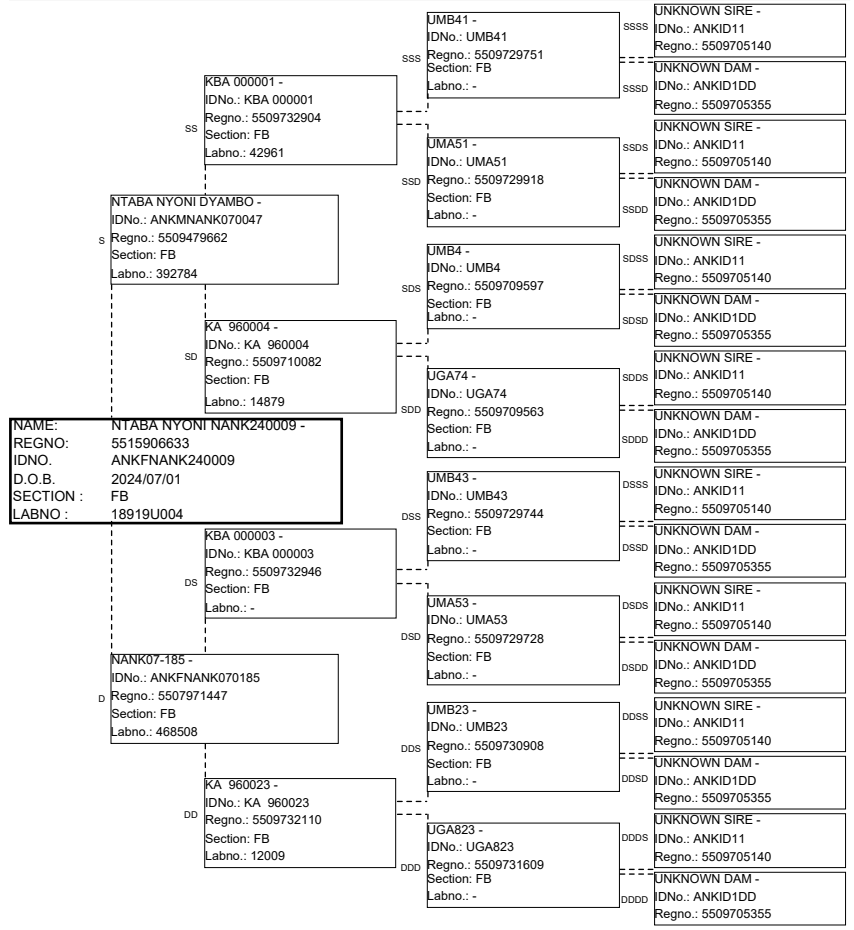 SSSS
UNKNOWN SIRE -
IDNo.: ANKID11
Regno.: 5509705140
SSS
UMB41 -
IDNo.: UMB41
Regno.: 5509729751
Section: FB
Labno.: -
SSSD
UNKNOWN DAM -
IDNo.: ANKID1DD
Regno.: 5509705355
SS
KBA 000001 -
IDNo.: KBA 000001
Regno.: 5509732904
Section: FB
Labno.: 42961
SSDS
UNKNOWN SIRE -
IDNo.: ANKID11
Regno.: 5509705140
SSD
UMA51 -
IDNo.: UMA51
Regno.: 5509729918
Section: FB
Labno.: -
SSDD
UNKNOWN DAM -
IDNo.: ANKID1DD
Regno.: 5509705355
S
NTABA NYONI DYAMBO -
IDNo.: ANKMNANK070047
Regno.: 5509479662
Section: FB
Labno.: 392784
SDSS
UNKNOWN SIRE -
IDNo.: ANKID11
Regno.: 5509705140
SDS
UMB4 -
IDNo.: UMB4
Regno.: 5509709597
Section: FB
Labno.: -
SDSD
UNKNOWN DAM -
IDNo.: ANKID1DD
Regno.: 5509705355
SD
KA 960004 -
IDNo.: KA 960004
Regno.: 5509710082
Section: FB
Labno.: 14879
SDDS
UNKNOWN SIRE -
IDNo.: ANKID11
Regno.: 5509705140
SDD
UGA74 -
IDNo.: UGA74
Regno.: 5509709563
Section: FB
Labno.: -
SDDD
UNKNOWN DAM -
IDNo.: ANKID1DD
Regno.: 5509705355
NAME: NTABA NYONI NANK240009 -
REGNO: 5515906633
IDNO. ANKFNANK240009
D.O.B. 2024/07/01
SECTION : FB
LABNO : 18919U004
DSSS
UNKNOWN SIRE -
IDNo.: ANKID11
Regno.: 5509705140
DSS
UMB43 -
IDNo.: UMB43
Regno.: 5509729744
Section: FB
Labno.: -
DSSD
UNKNOWN DAM -
IDNo.: ANKID1DD
Regno.: 5509705355
DS
KBA 000003 -
IDNo.: KBA 000003
Regno.: 5509732946
Section: FB
Labno.: -
DSDS
UNKNOWN SIRE -
IDNo.: ANKID11
Regno.: 5509705140
DSD
UMA53 -
IDNo.: UMA53
Regno.: 5509729728
Section: FB
Labno.: -
DSDD
UNKNOWN DAM -
IDNo.: ANKID1DD
Regno.: 5509705355
D
NANK07-185 -
IDNo.: ANKFNANK070185
Regno.: 5507971447
Section: FB
Labno.: 468508
DDSS
UNKNOWN SIRE -
IDNo.: ANKID11
Regno.: 5509705140
DDS
UMB23 -
IDNo.: UMB23
Regno.: 5509730908
Section: FB
Labno.: -
DDSD
UNKNOWN DAM -
IDNo.: ANKID1DD
Regno.: 5509705355
DD
KA 960023 -
IDNo.: KA 960023
Regno.: 5509732110
Section: FB
Labno.: 12009
DDDS
UNKNOWN SIRE -
IDNo.: ANKID11
Regno.: 5509705140
DDD
UGA823 -
IDNo.: UGA823
Regno.: 5509731609
Section: FB
Labno.: -
DDDD
UNKNOWN DAM -
IDNo.: ANKID1DD
Regno.: 5509705355